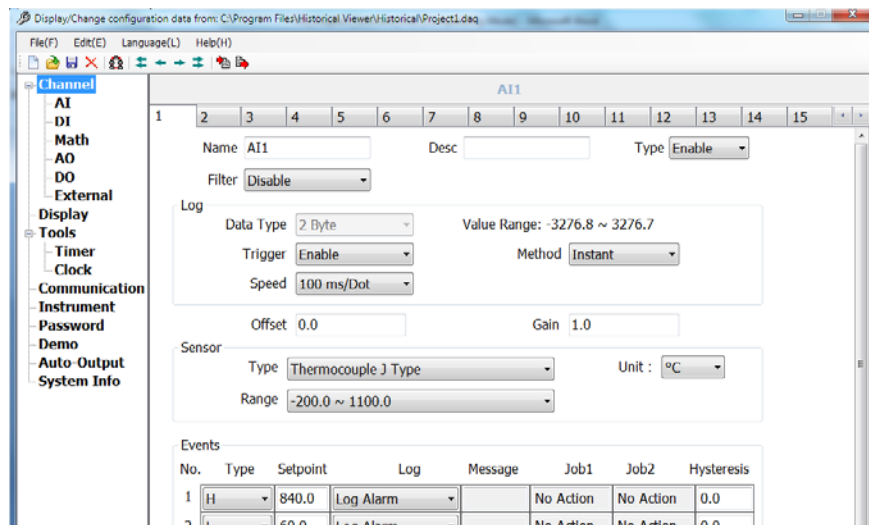 Display/Change configuration data from: C:\Program Files\Historical Viewer\Historical\Project1.daq
File(F) Edit(E) Language(L) Help(H)
Channel
AI
DI
Math
AO
DO
External
Display
Tools
Timer
Clock
Communication
Instrument
Password
Demo
Auto-Output
System Info
AI1
1 2 3 4 5 6 7 8 9 10 11 12 13 14 15
Name AI1 Desc Type Enable
Filter Disable
Log
Data Type 2 Byte Value Range: -3276.8 ~ 3276.7
Trigger Enable Method Instant
Speed 100 ms/Dot
Offset 0.0 Gain 1.0
Sensor
Type Thermocouple J Type Unit : ºC
Range -200.0 ~ 1100.0
Events
No. Type Setpoint Log Message Job1 Job2 Hysteresis
1 H 840.0 Log Alarm No Action No Action 0.0